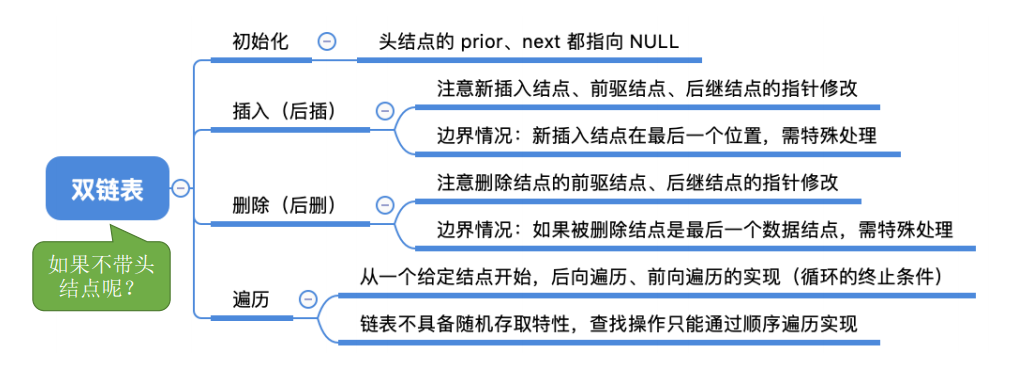 双链表
如果不带头
结点呢？
初始化
头结点的 prior、next 都指向 NULL
插入（后插）
注意新插入结点、前驱结点、后继结点的指针修改
边界情况：新插入结点在最后一个位置，需特殊处理
删除（后删）
注意删除结点的前驱结点、后继结点的指针修改
边界情况：如果被删除结点是最后一个数据结点，需特殊处理
遍历
从一个给定结点开始，后向遍历、前向遍历的实现（循环的终止条件）
链表不具备随机存取特性，查找操作只能通过顺序遍历实现